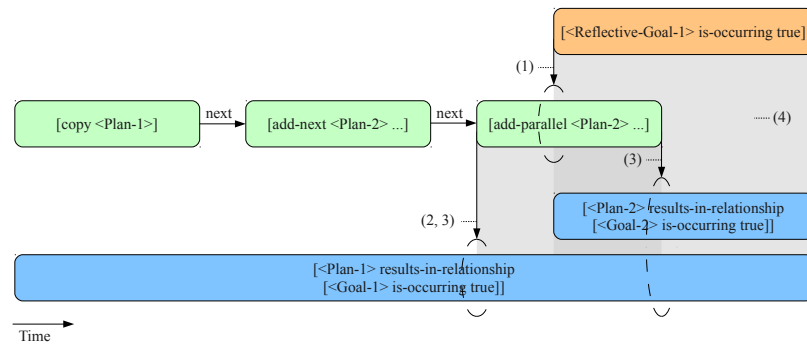 [<Reflective-Goal-1> is-occurring true]
(1)
next
next
[copy <Plan-1>]
[add-next <Plan-2> ...]
[add-parallel <Plan-2> ...]
(4)
(3)
[<Plan-2> results-in-relationship
[<Goal-2> is-occurring true]]
(2, 3)
[<Plan-1> results-in-relationship
[<Goal-1> is-occurring true]]
Time